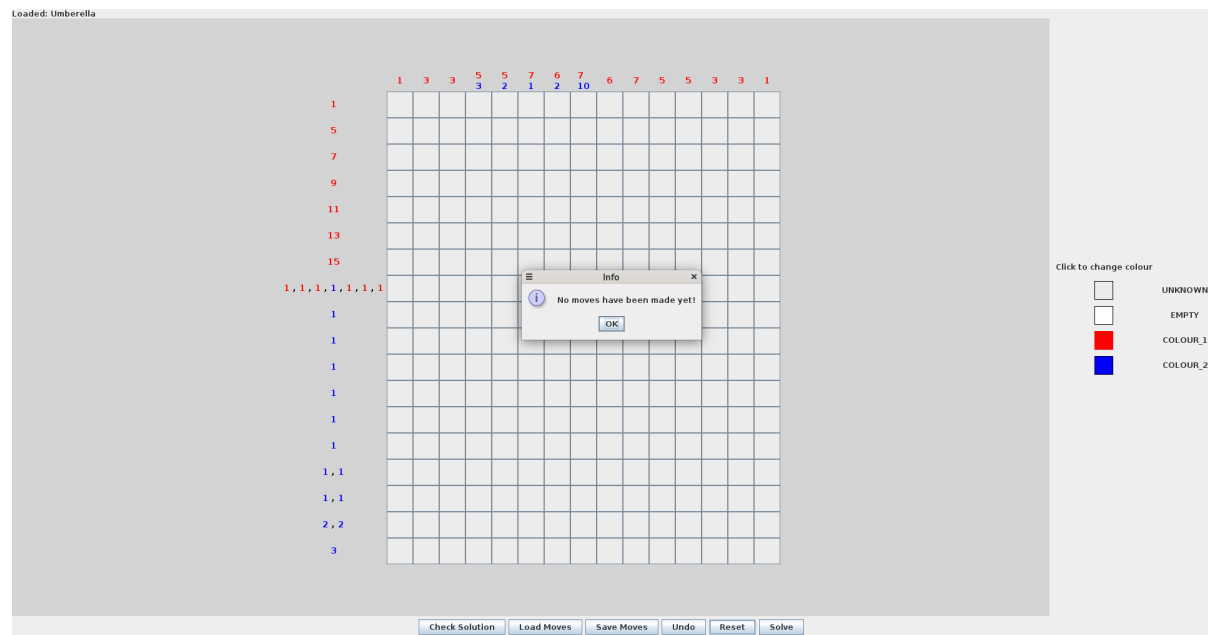 Loaded: Umberella
1 3 3 5 5 7 6 7 6 7 5 5 3 3 1
3 2 1 2 10
1
5
7
9
11
13
15
Info
Click to change colour
1,1,1,1,1,1,1
UNKNOWN
No moves have been made yet!
1
EMPTY
OK
1
COLOUR_1
1
COLOUR_2
1
1
1
1,1
1,1
2,2
3
Check Solution Load Moves Save Moves Undo Reset Solve